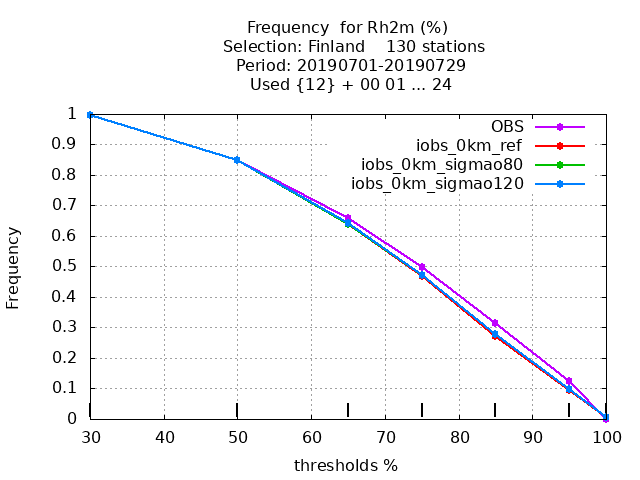 Frequency  for Rh2m (%)
Selection: Finland    130 stations
Period: 20190701-20190729
Used {12} + 00 01 ... 24
OBS
iobs_0km_ref
iobs_0km_sigmao80
iobs_0km_sigmao120
Frequency
1
0.9
0.8
0.7
0.6
0.5
0.4
0.3
0.2
0.1
0
30 40 50 60 70 80 90 100
thresholds %